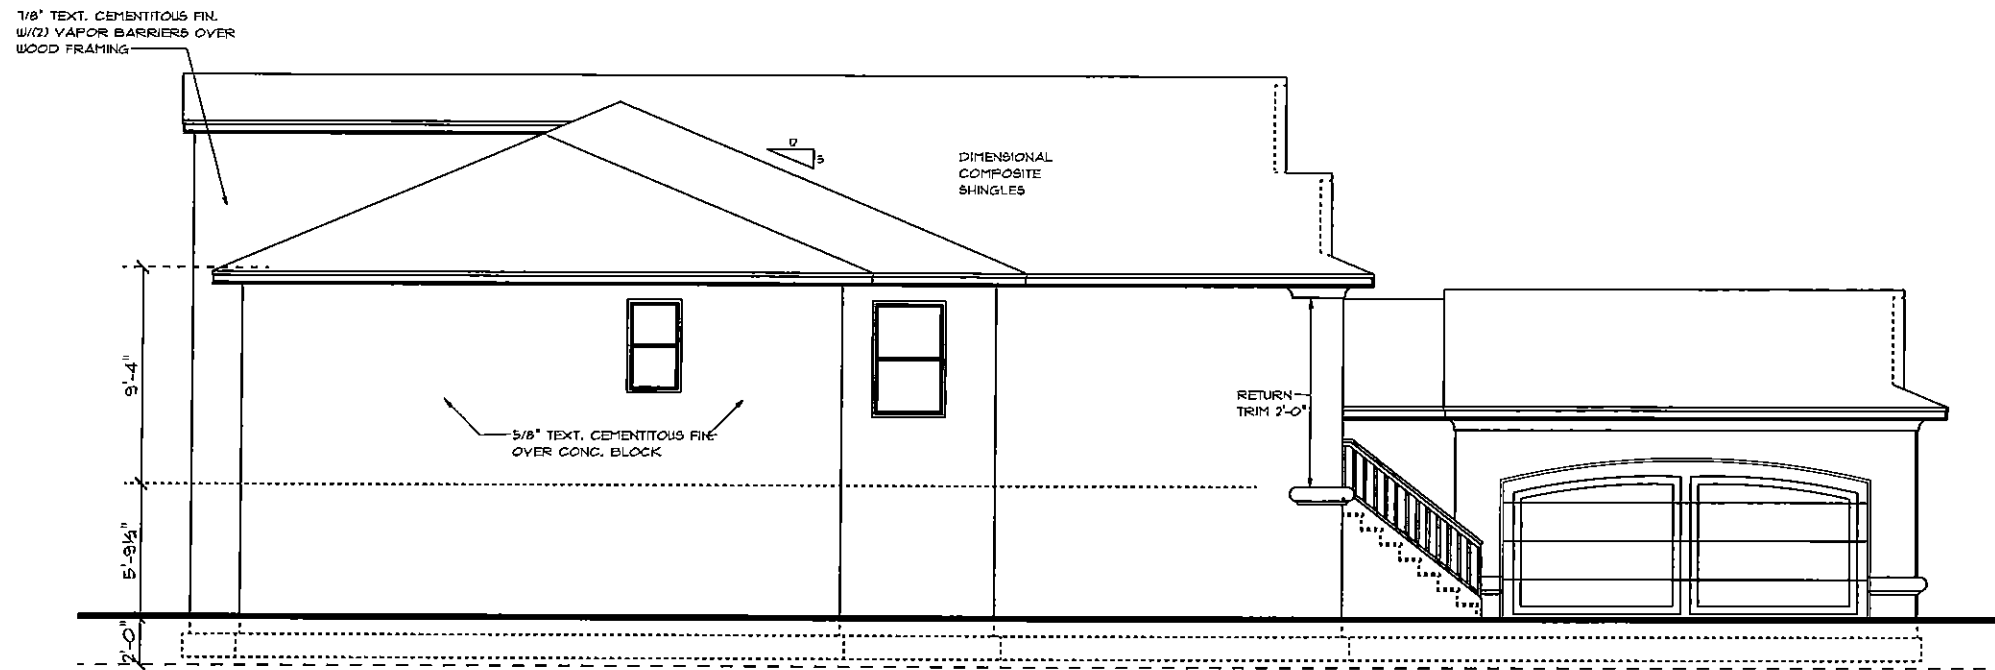 7/8" TEXT. CEMENTITOUS FIN.
W/(2) VAPOR BARRIERS OVER
WOOD FRAMING
12
5
DIMENSIONAL
COMPOSITE
SHINGLES
9'-4"
RETURN
TRIM 2'-0"
5/8" TEXT. CEMENTITOUS FIN.
OVER CONC. BLOCK
5'-9½"
2'-0"